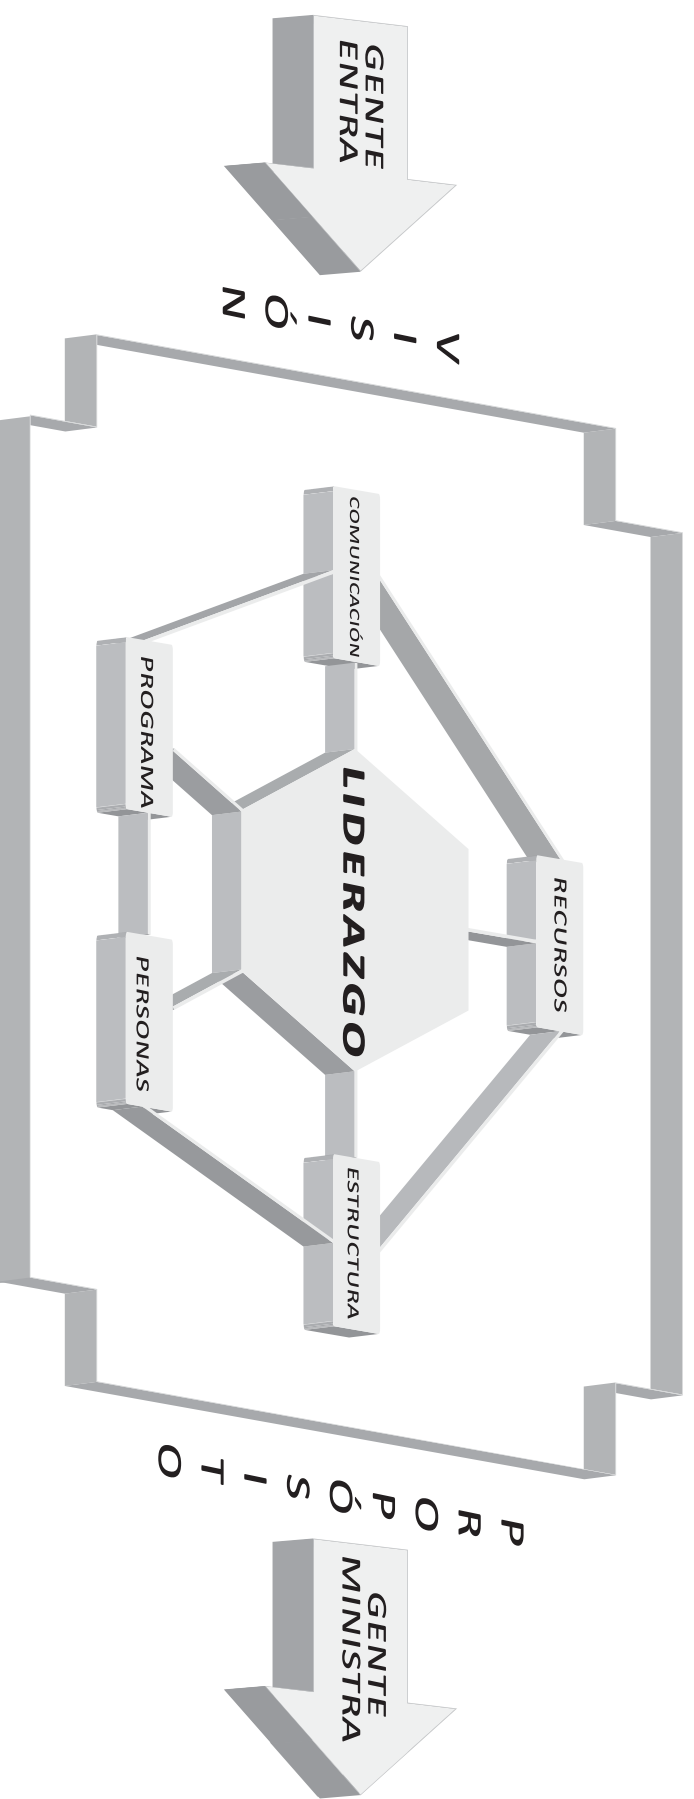 GENTE
ENTRA
VISIÓN
COMUNICACIÓN
RECURSOS
PROGRAMA
LIDERAZGO
PERSONAS
ESTRUCTURA
PROPÓSITO
GENTE
MINISTRA